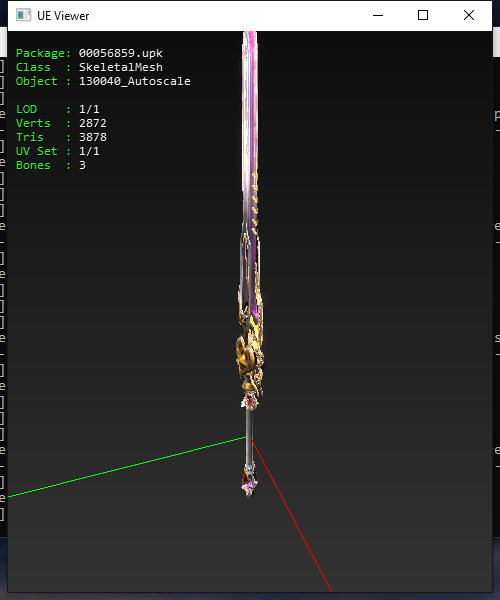 UE Viewer
Package: 00056859.upk
Class  : SkeletalMesh
Object : 130040_Autoscale
LOD    : 1/1
Verts  : 2872
Tris   : 3878
UV Set : 1/1
Bones  : 3